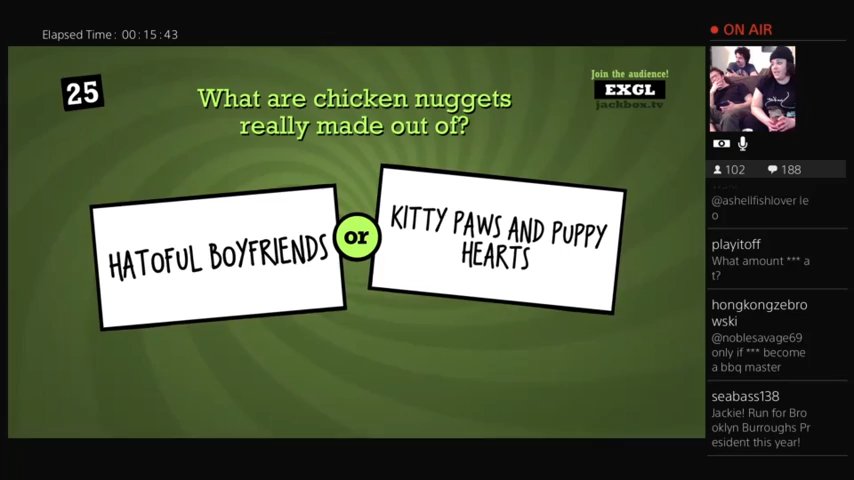 Elapsed Time: 00:15:43
ON AIR
25
What are chicken nuggets
really made out of?
Join the audience!
EXGL
jackbox.tv
HATOFUL BOYFRIENDS
or
KITTY PAWS AND PUPPY
HEARTS
102
188
@ashellfishlover le
o
playitoff
What amount *** a
t?
hongkongzebro
wski
@noblesavage69
only if *** become
a bbq master
seabass138
Jackie! Run for Bro
oklyn Burroughs Pr
esident this year!